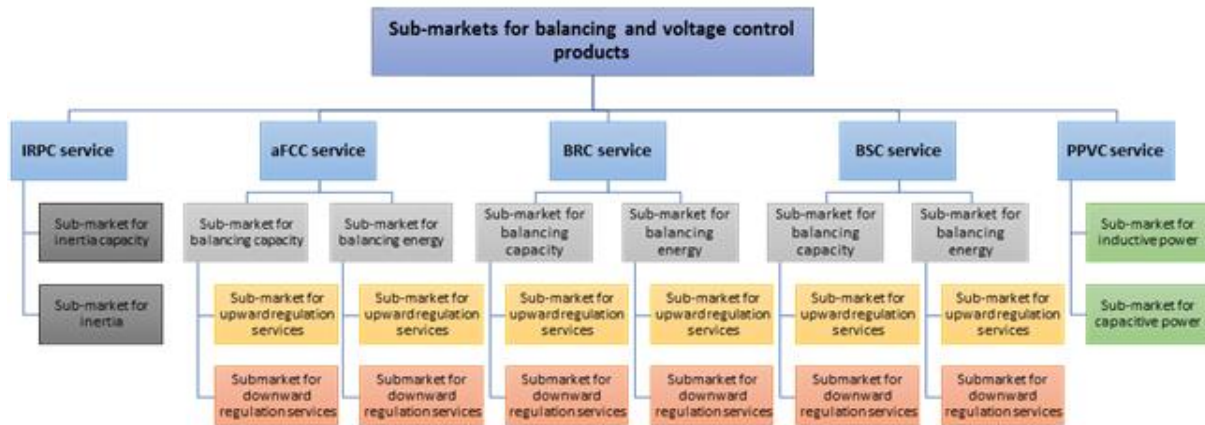 Sub-markets for balancing and voltage control
products
IRPC service
aFCC service
BRC service
BSC service
PPVC service
Sub-market for
inertia capacity
Sub-market for
inertia
Sub-market for
balancing capacity
Sub-market for
balancing energy
Sub-market for
balancing
capacity
Sub-market for
balancing
energy
Sub-market for
balancing
capacity
Sub-market for
balancing
energy
Sub-market for
inductive power
Sub-market for
capacitive power
Sub-market for
upward regulation
services
Sub-market for
upward regulation
services
Sub-market for
upward regulation
services
Sub-market for
upward regulation
services
Sub-market for
upward regulation
services
Sub-market for
upward regulation
services
Submarket for
downward
regulation services
Submarket for
downward
regulation services
Submarket for
downward
regulation services
Submarket for
downward
regulation services
Submarket for
downward
regulation services
Submarket for
downward
regulation services